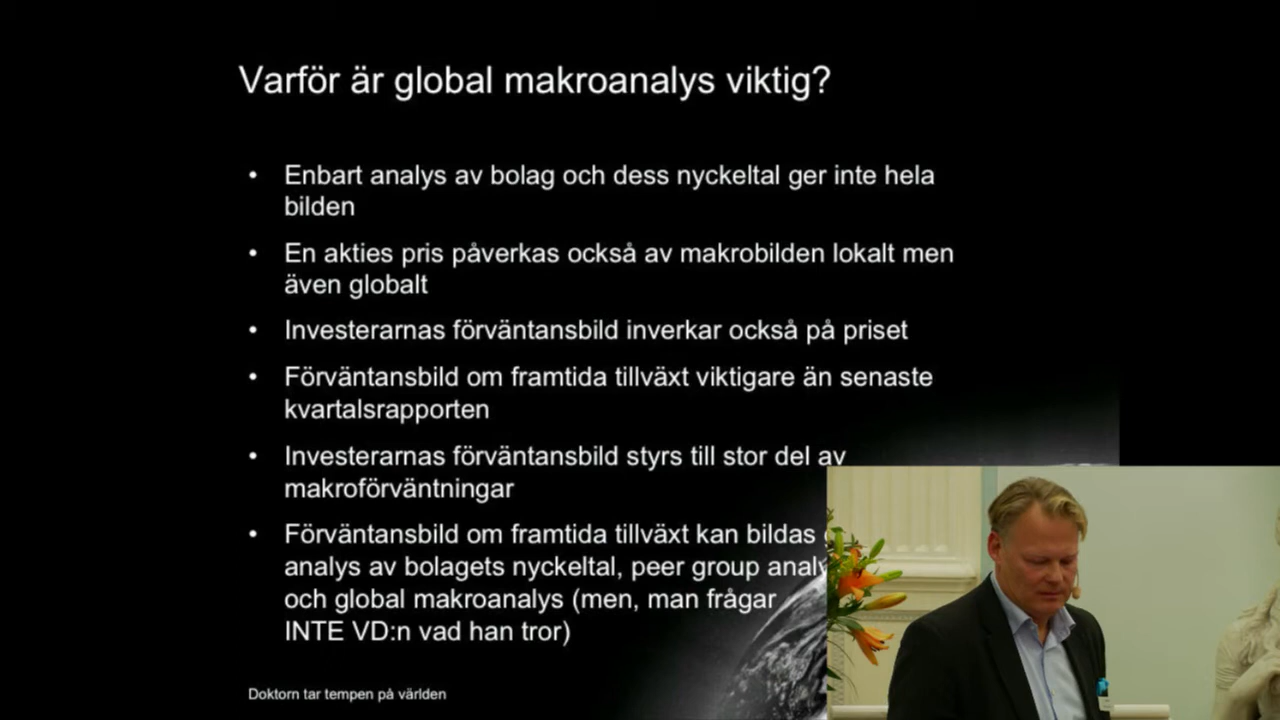 Varför är global makroanalys viktig?
• Enbart analys av bolag och dess nyckeltal ger inte hela
bilden
• En akties pris påverkas också av makrobilden lokalt men
även globalt
• Investerarnas förväntansbild inverkar också på priset
• Förväntansbild om framtida tillväxt viktigare än senaste
kvartalsrapporten
• Investerarnas förväntansbild styrs till stor del av
makroförväntningar
• Förväntansbild om framtida tillväxt kan bildas
analys av bolagets nyckeltal, peer group
och global makroanalys (men, man frågar
INTE VD:n vad han tror)
Doktorn tar tempen på världen